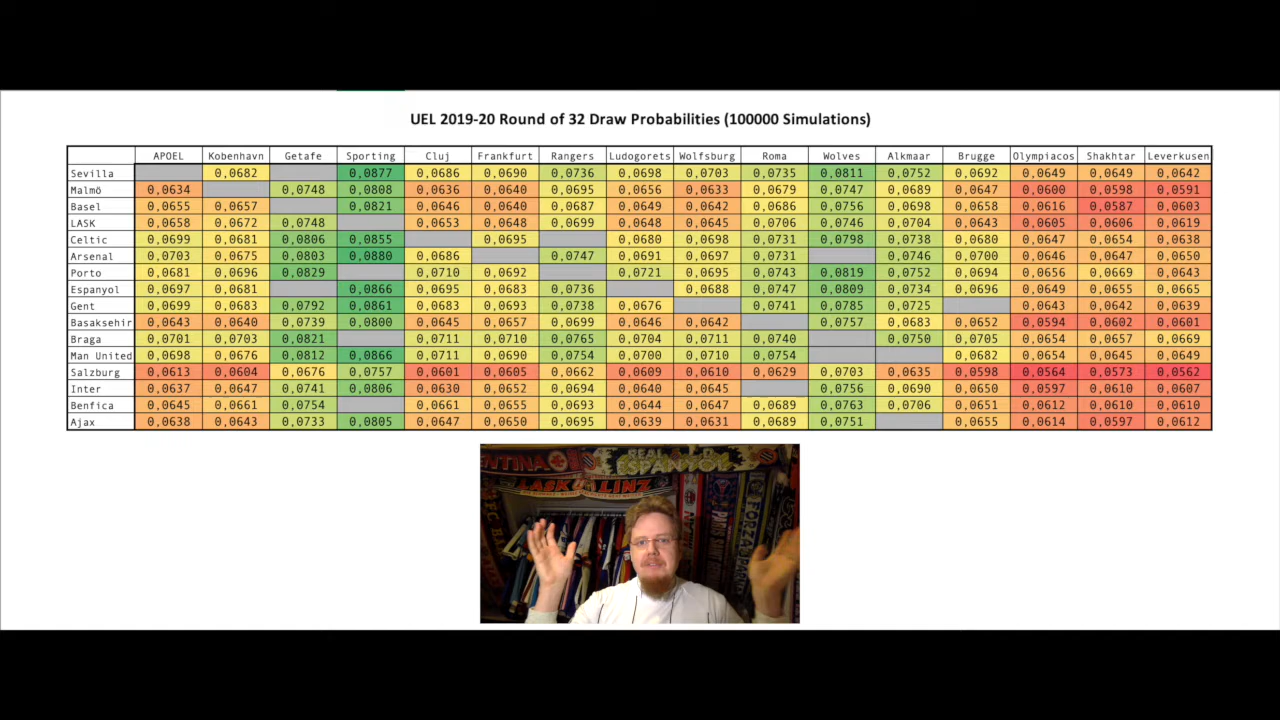 UEL 2019-20 Round of 32 Draw Probabilities (100000 Simulations)
APOEL Kobenhavn Getafe Sporting Cluj Frankfurt Rangers Ludogorets Wolfsburg Roma Wolves Alkmaar Brugge Olympiacos Shakhtar Leverkusen
Sevilla 0,0682 0,0877 0,0686 0,0690 0,0736 0,0698 0,0703 0,0735 0,0811 0,0752 0,0692 0,0649 0,0649 0,0642
Malmö 0,0634 0,0748 0,0808 0,0636 0,0640 0,0695 0,0656 0,0633 0,0679 0,0747 0,0689 0,0647 0,0600 0,0598 0,0591
Basel 0,0655 0,0657 0,0821 0,0646 0,0640 0,0687 0,0649 0,0642 0,0686 0,0756 0,0698 0,0658 0,0616 0,0587 0,0603
LASK 0,0658 0,0672 0,0748 0,0653 0,0648 0,0699 0,0648 0,0645 0,0706 0,0746 0,0704 0,0643 0,0605 0,0606 0,0619
Celtic 0,0699 0,0681 0,0806 0,0855 0,0695 0,0680 0,0698 0,0731 0,0798 0,0738 0,0680 0,0647 0,0654 0,0638
Arsenal 0,0703 0,0675 0,0803 0,0880 0,0686 0,0747 0,0691 0,0697 0,0731 0,0746 0,0700 0,0646 0,0647 0,0650
Porto 0,0681 0,0696 0,0829 0,0710 0,0692 0,0721 0,0695 0,0743 0,0819 0,0752 0,0694 0,0656 0,0669 0,0643
Espanyol 0,0697 0,0681 0,0866 0,0695 0,0683 0,0736 0,0688 0,0747 0,0809 0,0734 0,0696 0,0649 0,0655 0,0665
Gent 0,0699 0,0683 0,0792 0,0861 0,0683 0,0693 0,0738 0,0676 0,0741 0,0785 0,0725 0,0643 0,0642 0,0639
Basaksehir 0,0643 0,0640 0,0739 0,0800 0,0645 0,0657 0,0699 0,0646 0,0642 0,0757 0,0683 0,0652 0,0594 0,0602 0,0601
Braga 0,0701 0,0703 0,0821 0,0711 0,0710 0,0765 0,0704 0,0711 0,0740 0,0750 0,0705 0,0654 0,0657 0,0669
Man United 0,0698 0,0676 0,0812 0,0866 0,0711 0,0690 0,0754 0,0700 0,0710 0,0754 0,0682 0,0654 0,0645 0,0649
Salzburg 0,0613 0,0604 0,0676 0,0757 0,0601 0,0605 0,0662 0,0609 0,0610 0,0629 0,0703 0,0635 0,0598 0,0564 0,0573 0,0562
Inter 0,0637 0,0647 0,0741 0,0806 0,0630 0,0652 0,0694 0,0640 0,0645 0,0756 0,0690 0,0650 0,0597 0,0610 0,0607
Benfica 0,0645 0,0661 0,0754 0,0661 0,0655 0,0693 0,0644 0,0647 0,0689 0,0763 0,0706 0,0651 0,0612 0,0610 0,0610
Ajax 0,0638 0,0643 0,0733 0,0805 0,0647 0,0650 0,0695 0,0639 0,0631 0,0689 0,0751 0,0655 0,0614 0,0597 0,0612
REAL
ESPANYOL
LASK LINZ
PARIS SAINT
FORZA